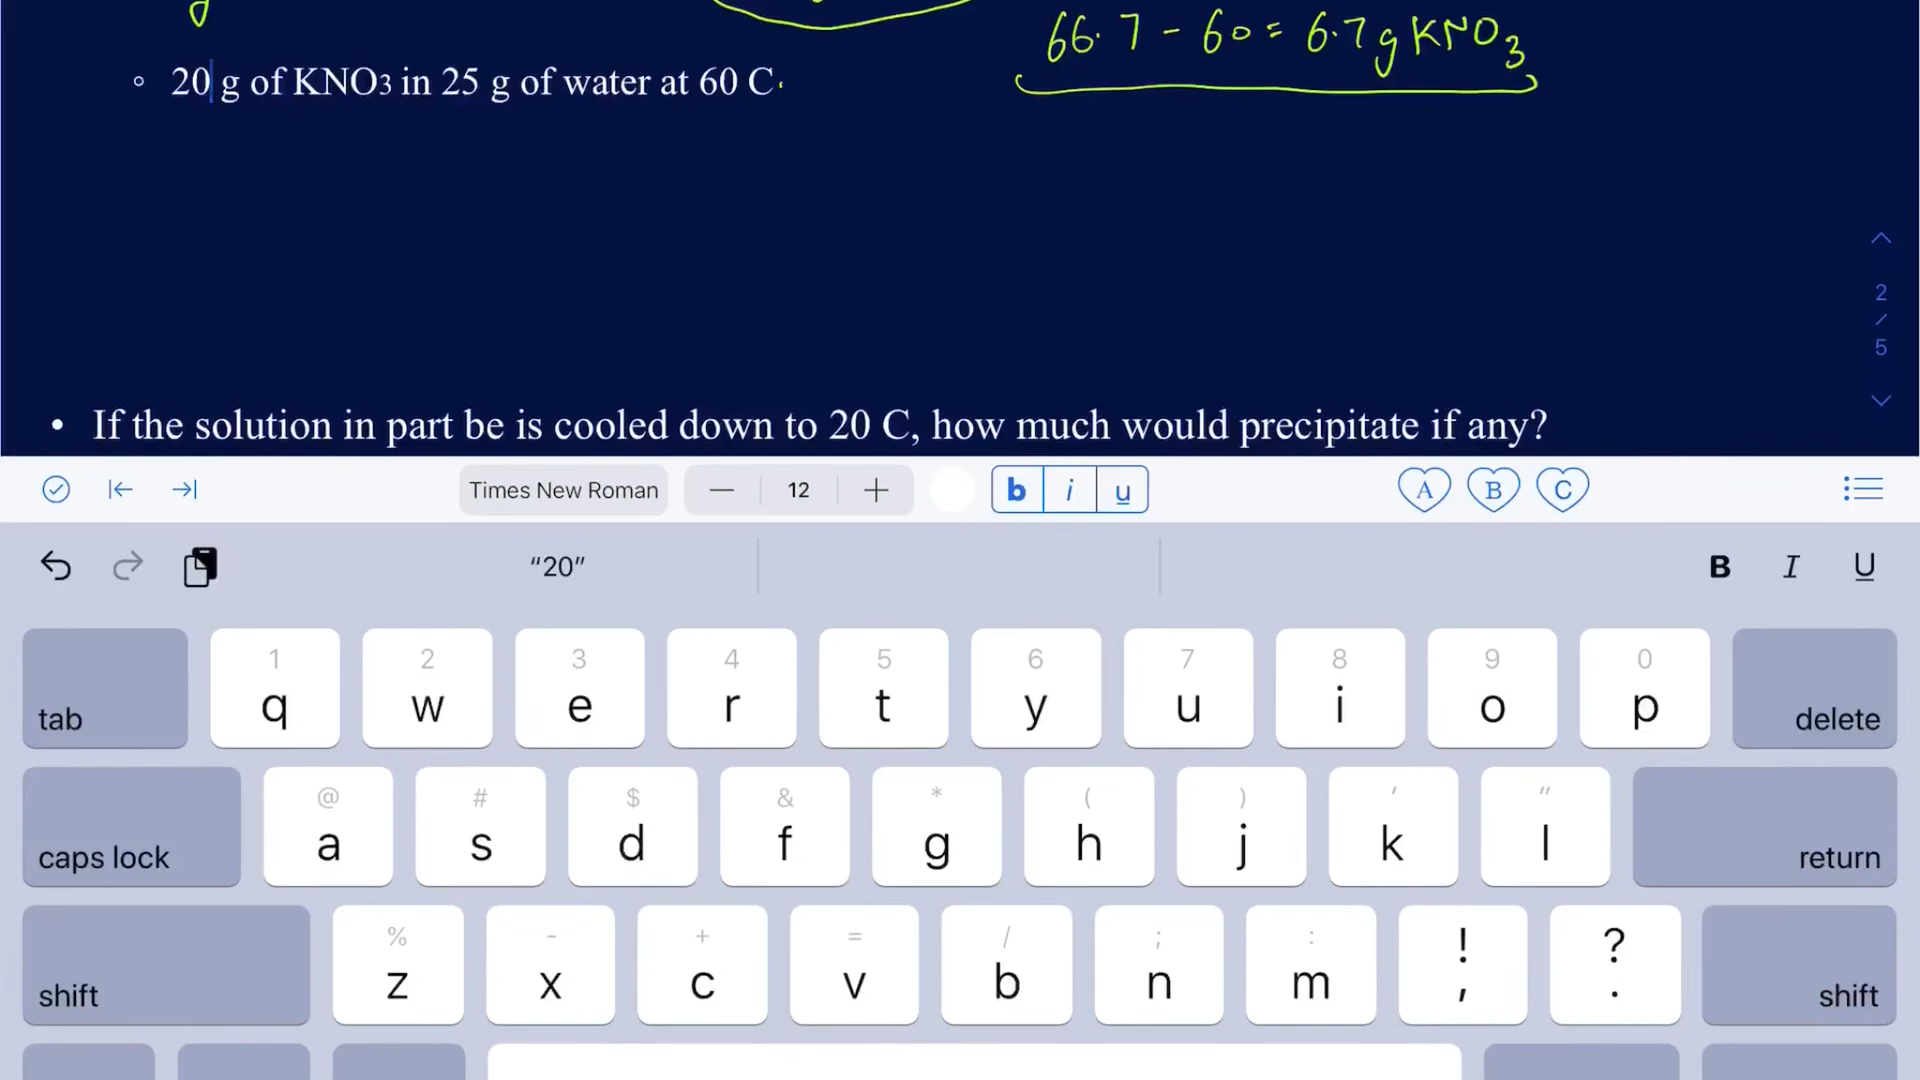 66.7 - 60 = 6.7 g KNO3
20 g of KNO3 in 25 g of water at 60 C.
2
/
5
If the solution in part be is cooled down to 20 C, how much would precipitate if any?
Times New Roman — 12 + b i u A B C
“20” B I U
1 2 3 4 5 6 7 8 9 0
tab q w e r t y u i o p delete
@ # $ & * ( ) ' "
caps lock a s d f g h j k l return
% - + = / ; : ! ?
shift z x c v b n m , . shift